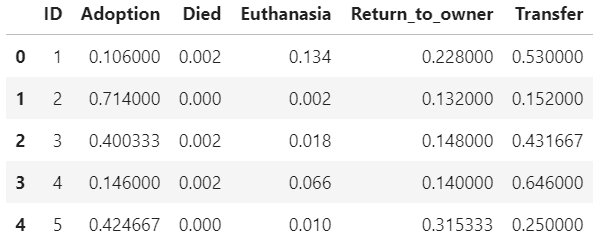 ID Adoption Died Euthanasia Return_to_owner Transfer
0 1 0.106000 0.002 0.134 0.228000 0.530000
1 2 0.714000 0.000 0.002 0.132000 0.152000
2 3 0.400333 0.002 0.018 0.148000 0.431667
3 4 0.146000 0.002 0.066 0.140000 0.646000
4 5 0.424667 0.000 0.010 0.315333 0.250000